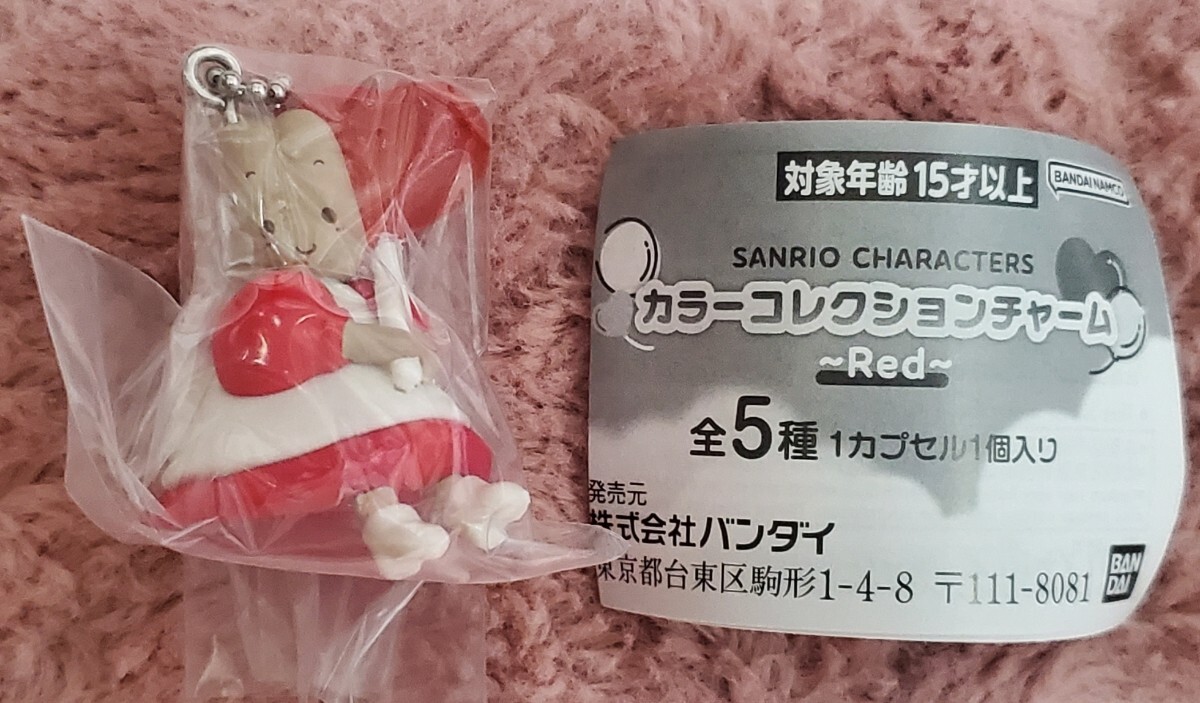 対象年齢15才以上
BANDAI NAMCO
SANRIO CHARACTERS
カラーコレクションチャーム
~Red~
全5種 1カプセル1個入り
発売元
株式会社バンダイ
東京都台東区駒形1-4-8 〒111-8081
BAN
DAI